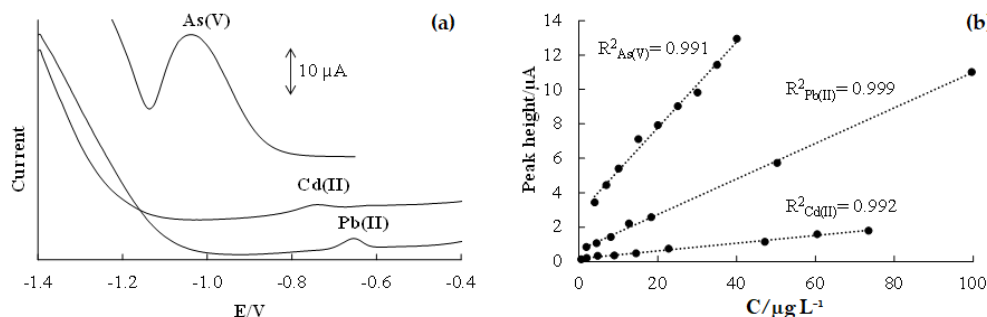 (a)
As(V)
10 µA
Cd(II)
Pb(II)
Current
-1.4 -1.2 -1.0 -0.8 -0.6 -0.4
E/V
(b)
R²As(V)= 0.991
R²Pb(II)= 0.999
R²Cd(II)= 0.992
Peak height/µA
14
12
10
8
6
4
2
0
0 20 40 60 80 100
C/µg L⁻¹